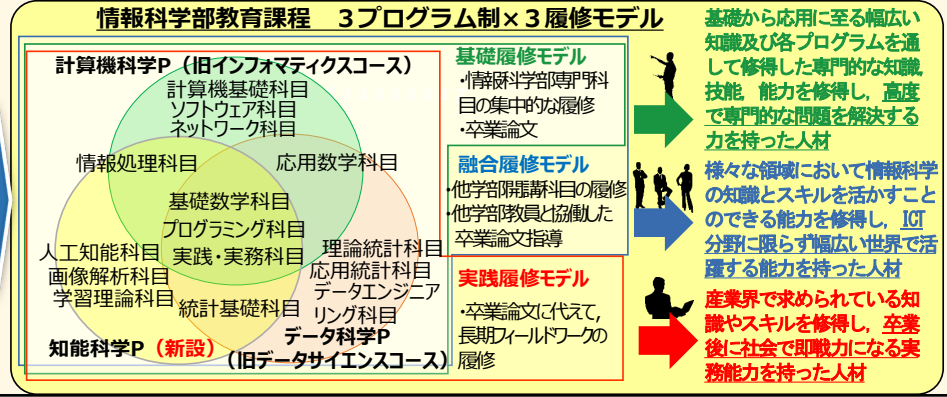 情報科学部教育課程　３プログラム制×３履修モデル
計算機科学P（旧インフォマティクスコース）
計算機基礎科目
ソフトウェア科目
ネットワーク科目
情報処理科目
応用数学科目
基礎数学科目
プログラミング科目
実践・実務科目
人工知能科目
画像解析科目
学習理論科目
理論統計科目
応用統計科目
データエンジニア
リング科目
統計基礎科目
知能科学P（新設）
データ科学P
（旧データサイエンスコース）
基礎履修モデル
・情報科学部専門科
目の集中的な履修
・卒業論文
融合履修モデル
・他学部開講科目の履修
・他学部教員と協働した
卒業論文指導
実践履修モデル
・卒業論文に代えて，
長期フィールドワークの
履修
基礎から応用に至る幅広い
知識及び各プログラムを通
して修得した専門的な知識，
技能，能力を修得し，高度
で専門的な問題を解決する
力を持った人材
様々な領域において情報科学
の知識とスキルを活かすこと
のできる能力を修得し，ICT
分野に限らず幅広い世界で活
躍する能力を持った人材
産業界で求められている知
識やスキルを修得し，卒業
後に社会で即戦力になる実
務能力を持った人材